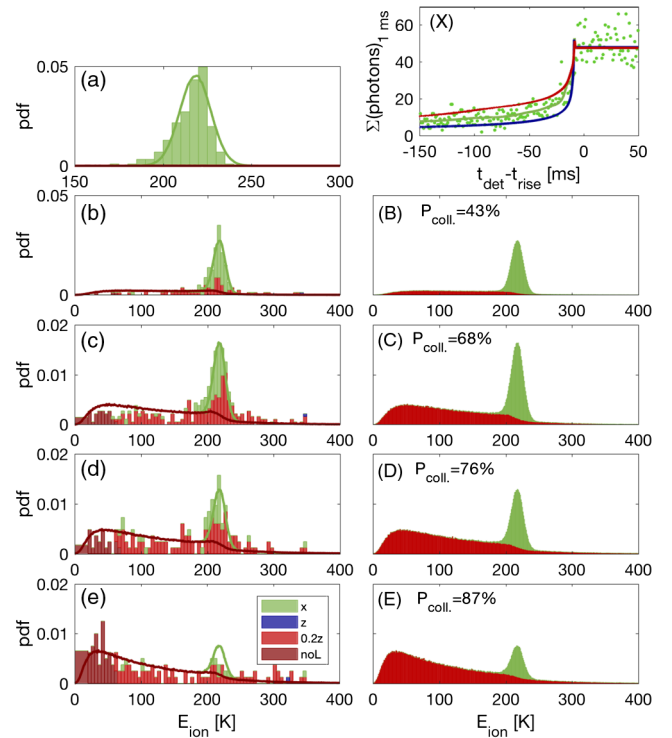 (a)
pdf
0.05
0
150 200 250 300
(X)
Σ(photons)1 ms
60
40
20
0
-150 -100 -50 0 50
tdet-trise [ms]
(b)
pdf
0.05
0
0 100 200 300 400
(B) Pcoll.=43%
0 100 200 300 400
(c)
pdf
0.02
0.01
0
0 100 200 300 400
(C) Pcoll.=68%
0 100 200 300 400
(d)
pdf
0.02
0.01
0
0 100 200 300 400
(D) Pcoll.=76%
0 100 200 300 400
(e)
pdf
0.02
0.01
0
x
z
0.2z
noL
0 100 200 300 400
Eion [K]
(E) Pcoll.=87%
0 100 200 300 400
Eion [K]